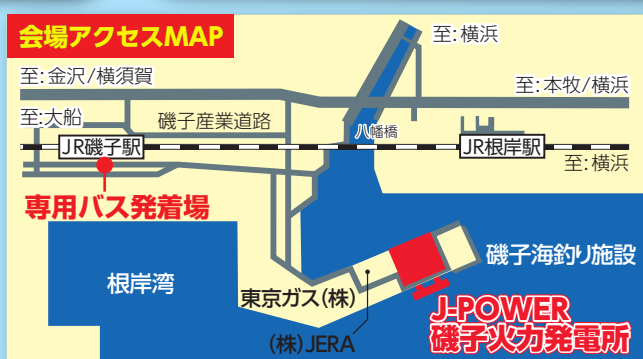 会場アクセスMAP
至:横浜
至:金沢/横須賀
至:本牧/横浜
至:大船
磯子産業道路
八幡橋
JR磯子駅
JR根岸駅
至:横浜
専用バス発着場
磯子海釣り施設
根岸湾
東京ガス(株)
J-POWER
磯子火力発電所
(株)JERA